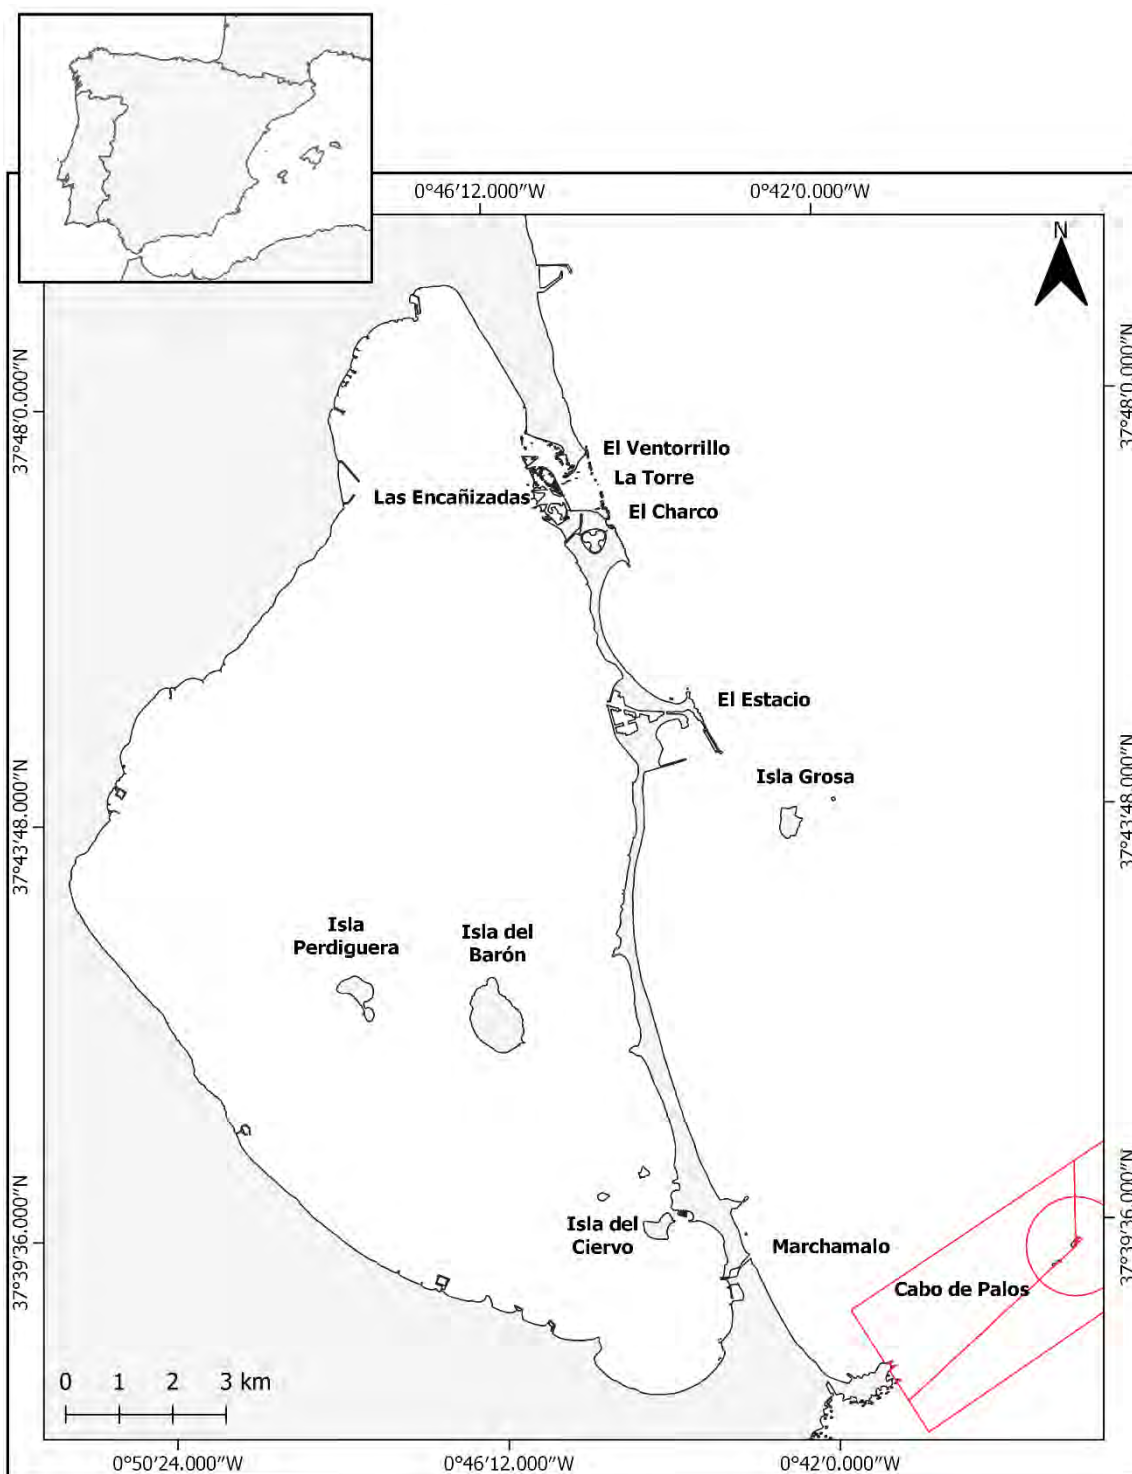 0°46'12.000"W
0°42'0.000"W
N
37°48'0.000"N
37°48'0.000"N
El Ventorrillo
La Torre
Las Encañizadas
El Charco
El Estacio
Isla Grosa
37°43'48.000"N
37°43'48.000"N
Isla
Perdiguera
Isla del
Barón
Isla del
Ciervo
Marchamalo
Cabo de Palos
37°39'36.000"N
37°39'36.000"N
0 1 2 3 km
0°50'24.000"W
0°46'12.000"W
0°42'0.000"W